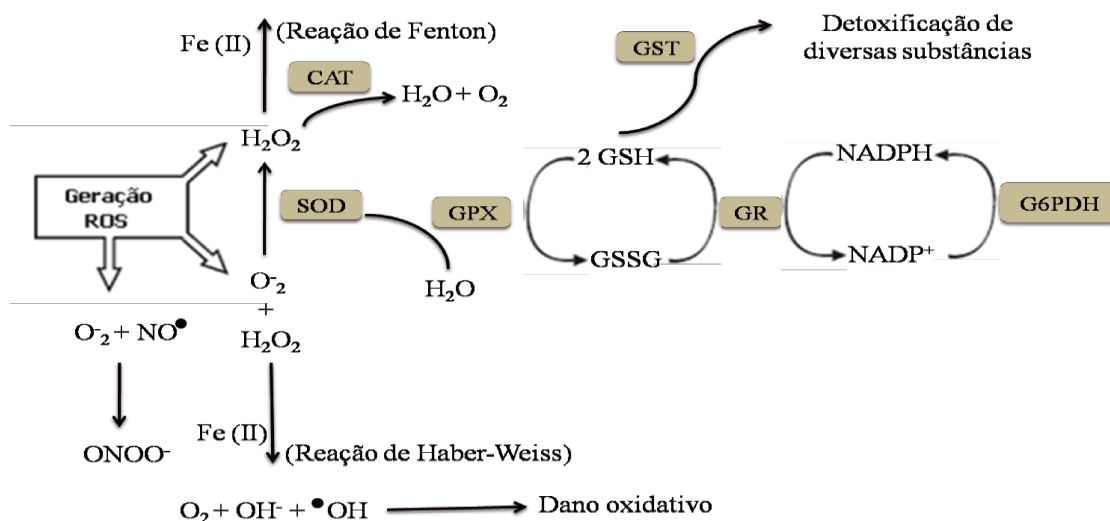 Fe (II)
(Reação de Fenton)
GST
Detoxificação de
diversas substâncias
CAT
H₂O + O₂
H₂O₂
2 GSH
NADPH
Geração
ROS
SOD
GPX
GR
G6PDH
GSSG
NADP⁺
O⁻₂
H₂O
+
O⁻₂ + NO●
H₂O₂
Fe (II)
(Reação de Haber-Weiss)
ONOO⁻
O₂ + OH⁻ + ●OH
Dano oxidativo